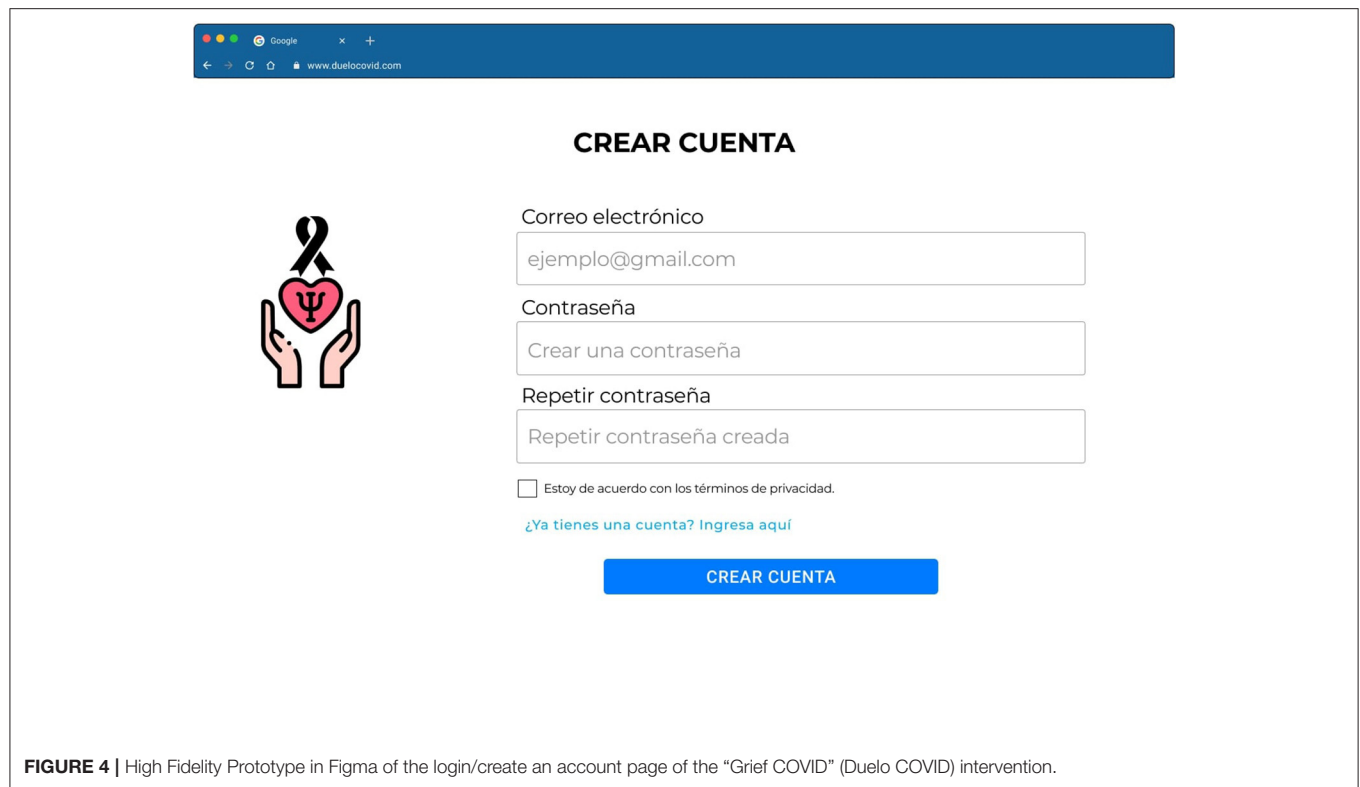 Google
www.duelocovid.com
CREAR CUENTA
Correo electrónico
ejemplo@gmail.com
Contraseña
Crear una contraseña
Repetir contraseña
Repetir contraseña creada
Estoy de acuerdo con los términos de privacidad.
¿Ya tienes una cuenta? Ingresa aquí
CREAR CUENTA
FIGURE 4 | High Fidelity Prototype in Figma of the login/create an account page of the “Grief COVID” (Duelo COVID) intervention.